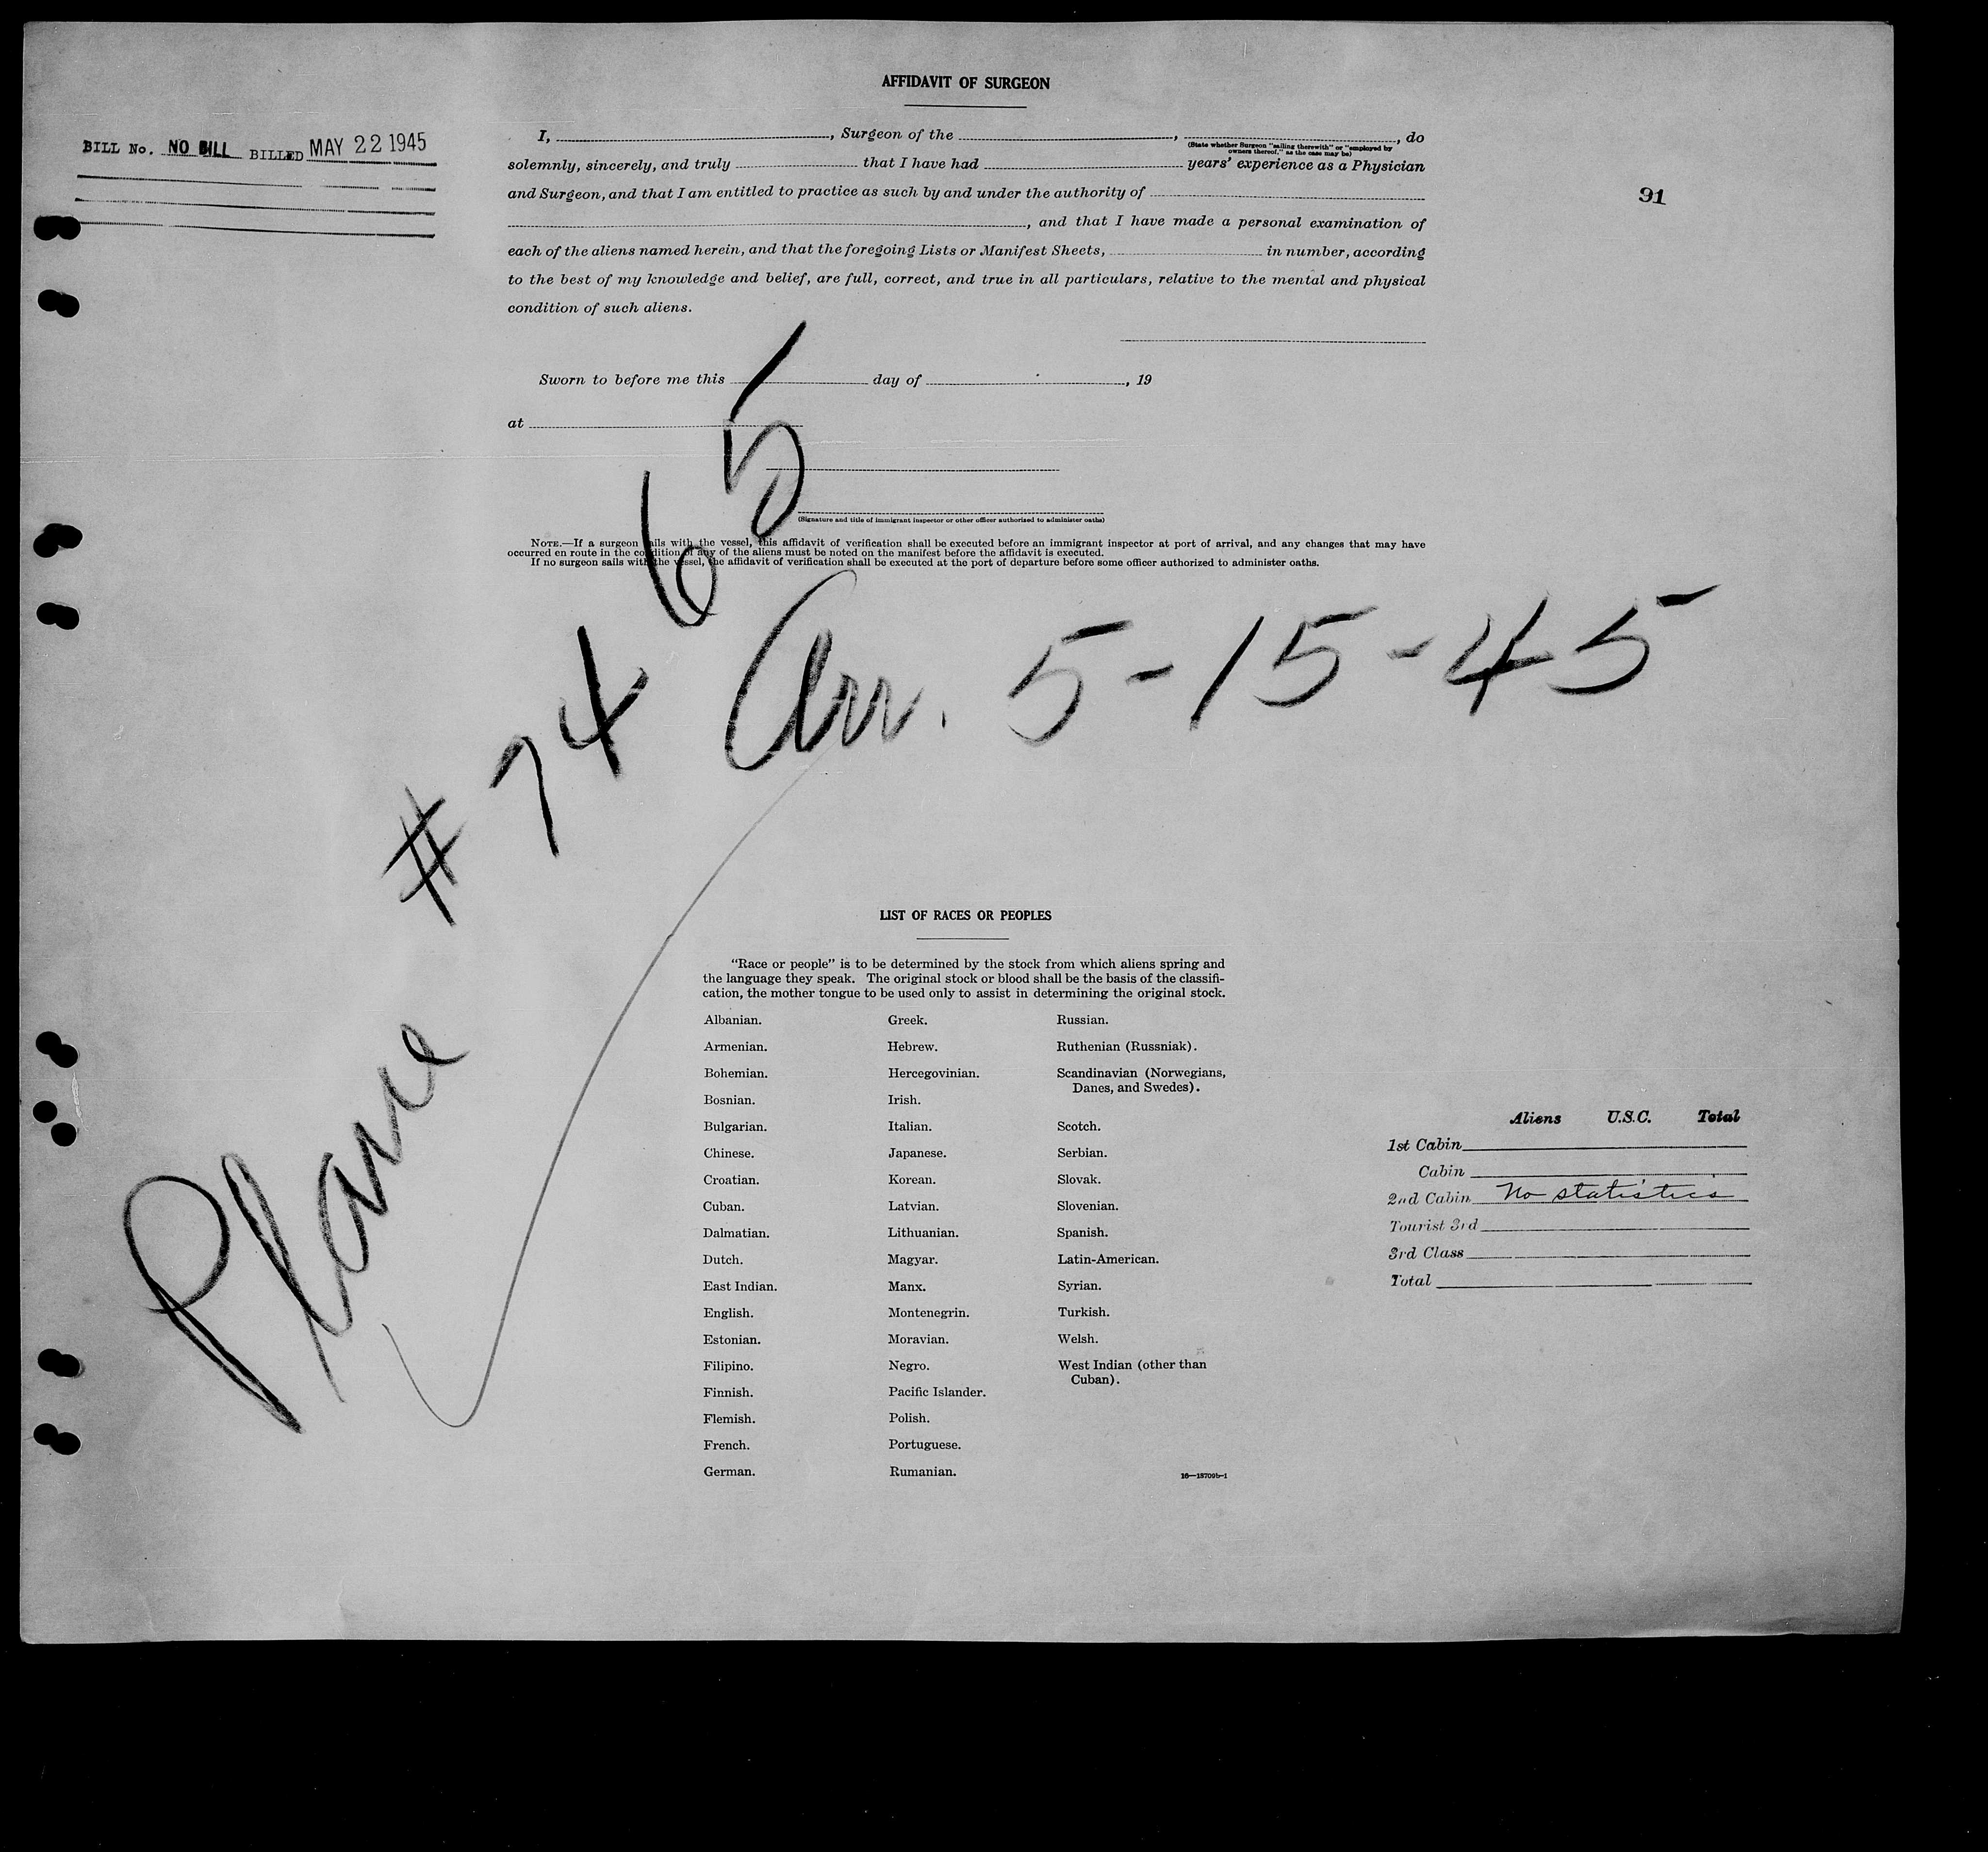 AFFIDAVIT OF SURGEON
BILL No. NO BILL BILLED MAY 22 1945
I, , Surgeon of the , , do
(State whether Surgeon "sailing therewith" or "employed by
owners thereof," as the case may be)
solemnly, sincerely, and truly that I have had years' experience as a Physician
and Surgeon, and that I am entitled to practice as such by and under the authority of
91
, and that I have made a personal examination of
each of the aliens named herein, and that the foregoing Lists or Manifest Sheets, in number, according
to the best of my knowledge and belief, are full, correct, and true in all particulars, relative to the mental and physical
condition of such aliens.
Sworn to before me this day of , 19
at
(Signature and title of immigrant inspector or other officer authorized to administer oaths)
NOTE.—If a surgeon sails with the vessel, this affidavit of verification shall be executed before an immigrant inspector at port of arrival, and any changes that may have
occurred en route in the condition of any of the aliens must be noted on the manifest before the affidavit is executed.
If no surgeon sails with the vessel, the affidavit of verification shall be executed at the port of departure before some officer authorized to administer oaths.
Plane #7465/
Arr. 5-15-45
LIST OF RACES OR PEOPLES
"Race or people" is to be determined by the stock from which aliens spring and
the language they speak. The original stock or blood shall be the basis of the classifi-
cation, the mother tongue to be used only to assist in determining the original stock.
Albanian.
Armenian.
Bohemian.
Bosnian.
Bulgarian.
Chinese.
Croatian.
Cuban.
Dalmatian.
Dutch.
East Indian.
English.
Estonian.
Filipino.
Finnish.
Flemish.
French.
German.
Greek.
Hebrew.
Hercegovinian.
Irish.
Italian.
Japanese.
Korean.
Latvian.
Lithuanian.
Magyar.
Manx.
Montenegrin.
Moravian.
Negro.
Pacific Islander.
Polish.
Portuguese.
Rumanian.
Russian.
Ruthenian (Russniak).
Scandinavian (Norwegians,
Danes, and Swedes).
Scotch.
Serbian.
Slovak.
Slovenian.
Spanish.
Latin-American.
Syrian.
Turkish.
Welsh.
West Indian (other than
Cuban).
16—18709b-1
Aliens U.S.C. Total
1st Cabin
Cabin
2nd Cabin No statistics
Tourist 3rd
3rd Class
Total